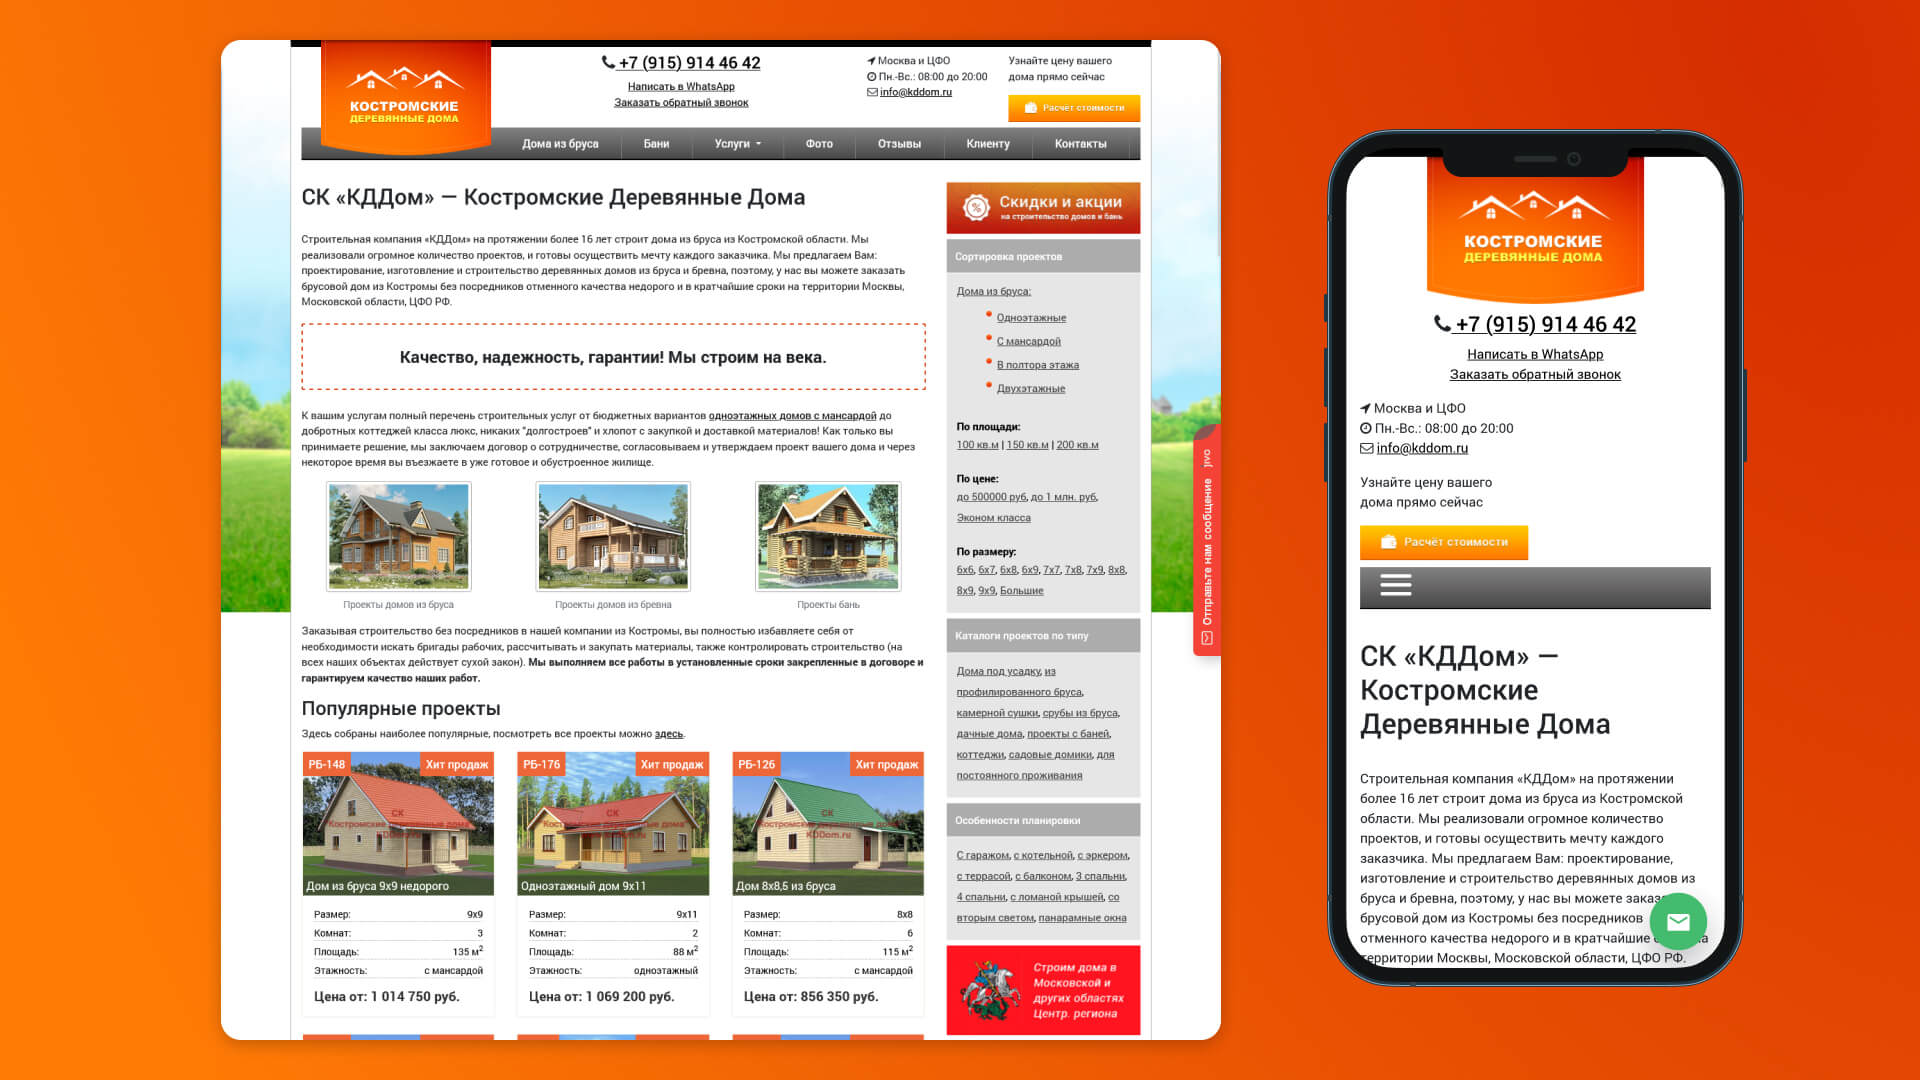 КОСТРОМСКИЕ
ДЕРЕВЯННЫЕ ДОМА
+7 (915) 914 46 42
Написать в WhatsApp
Заказать обратный звонок
Москва и ЦФО
Пн.-Вс.: 08:00 до 20:00
info@kddom.ru
Узнайте цену вашего
дома прямо сейчас
Расчёт стоимости
Дома из бруса
Бани
Услуги
Фото
Отзывы
Клиенту
Контакты
СК «КДДом» — Костромские Деревянные Дома
Строительная компания «КДДом» на протяжении более 16 лет строит дома из бруса из Костромской области. Мы
реализовали огромное количество проектов, и готовы осуществить мечту каждого заказчика. Мы предлагаем Вам:
проектирование, изготовление и строительство деревянных домов из бруса и бревна, поэтому, у нас вы можете заказать
брусовой дом из Костромы без посредников отменного качества недорого и в кратчайшие сроки на территории Москвы,
Московской области, ЦФО РФ.
Качество, надежность, гарантии! Мы строим на века.
К вашим услугам полный перечень строительных услуг от бюджетных вариантов одноэтажных домов с мансардой до
добротных коттеджей класса люкс, никаких "долгостроев" и хлопот с закупкой и доставкой материалов! Как только вы
принимаете решение, мы заключаем договор о сотрудничестве, согласовываем и утверждаем проект вашего дома и через
некоторое время вы въезжаете в уже готовое и обустроенное жилище.
Проекты домов из бруса
Проекты домов из бревна
Проекты бань
Заказывая строительство без посредников в нашей компании из Костромы, вы полностью избавляете себя от
необходимости искать бригады рабочих, рассчитывать и закупать материалы, также контролировать строительство (на
всех наших объектах действует сухой закон). Мы выполняем все работы в установленные сроки закрепленные в договоре и
гарантируем качество наших работ.
Популярные проекты
Здесь собраны наиболее популярные, посмотреть все проекты можно здесь.
РБ-148
Хит продаж
СК
Костромские деревянные дома
KDDom.ru
Дом из бруса 9х9 недорого
Размер: 9х9
Комнат: 3
Площадь: 135 м²
Этажность: с мансардой
Цена от: 1 014 750 руб.
РБ-176
Хит продаж
СК
Костромские деревянные дома
KDDom.ru
Одноэтажный дом 9х11
Размер: 9х11
Комнат: 2
Площадь: 88 м²
Этажность: одноэтажный
Цена от: 1 069 200 руб.
РБ-126
Хит продаж
СК
Костромские деревянные дома
KDDom.ru
Дом 8х8,5 из бруса
Размер: 8х8
Комнат: 6
Площадь: 115 м²
Этажность: с мансардой
Цена от: 856 350 руб.
Скидки и акции
на строительство домов и бань
Сортировка проектов
Дома из бруса:
Одноэтажные
С мансардой
В полтора этажа
Двухэтажные
По площади:
100 кв.м | 150 кв.м | 200 кв.м
По цене:
до 500000 руб, до 1 млн. руб,
Эконом класса
По размеру:
6х6, 6х7, 6х8, 6х9, 7х7, 7х8, 7х9, 8х8,
8х9, 9х9, Большие
Каталоги проектов по типу
Дома под усадку, из
профилированного бруса,
камерной сушки, срубы из бруса,
дачные дома, проекты с баней,
коттеджи, садовые домики, для
постоянного проживания
Особенности планировки
С гаражом, с котельной, с эркером,
с террасой, с балконом, 3 спальни,
4 спальни, с ломаной крышей, со
вторым светом, панарамные окна
Строим дома в
Московской и
других областях
Центр. региона
Отправьте нам сообщение jivo
КОСТРОМСКИЕ
ДЕРЕВЯННЫЕ ДОМА
+7 (915) 914 46 42
Написать в WhatsApp
Заказать обратный звонок
Москва и ЦФО
Пн.-Вс.: 08:00 до 20:00
info@kddom.ru
Узнайте цену вашего
дома прямо сейчас
Расчёт стоимости
СК «КДДом» —
Костромские
Деревянные Дома
Строительная компания «КДДом» на протяжении
более 16 лет строит дома из бруса из Костромской
области. Мы реализовали огромное количество
проектов, и готовы осуществить мечту каждого
заказчика. Мы предлагаем Вам: проектирование,
изготовление и строительство деревянных домов из
бруса и бревна, поэтому, у нас вы можете
брусовой дом из Костромы без посредников
отменного качества недорого и в кратчайшие
территории Москвы, Московской области, ЦФО РФ.